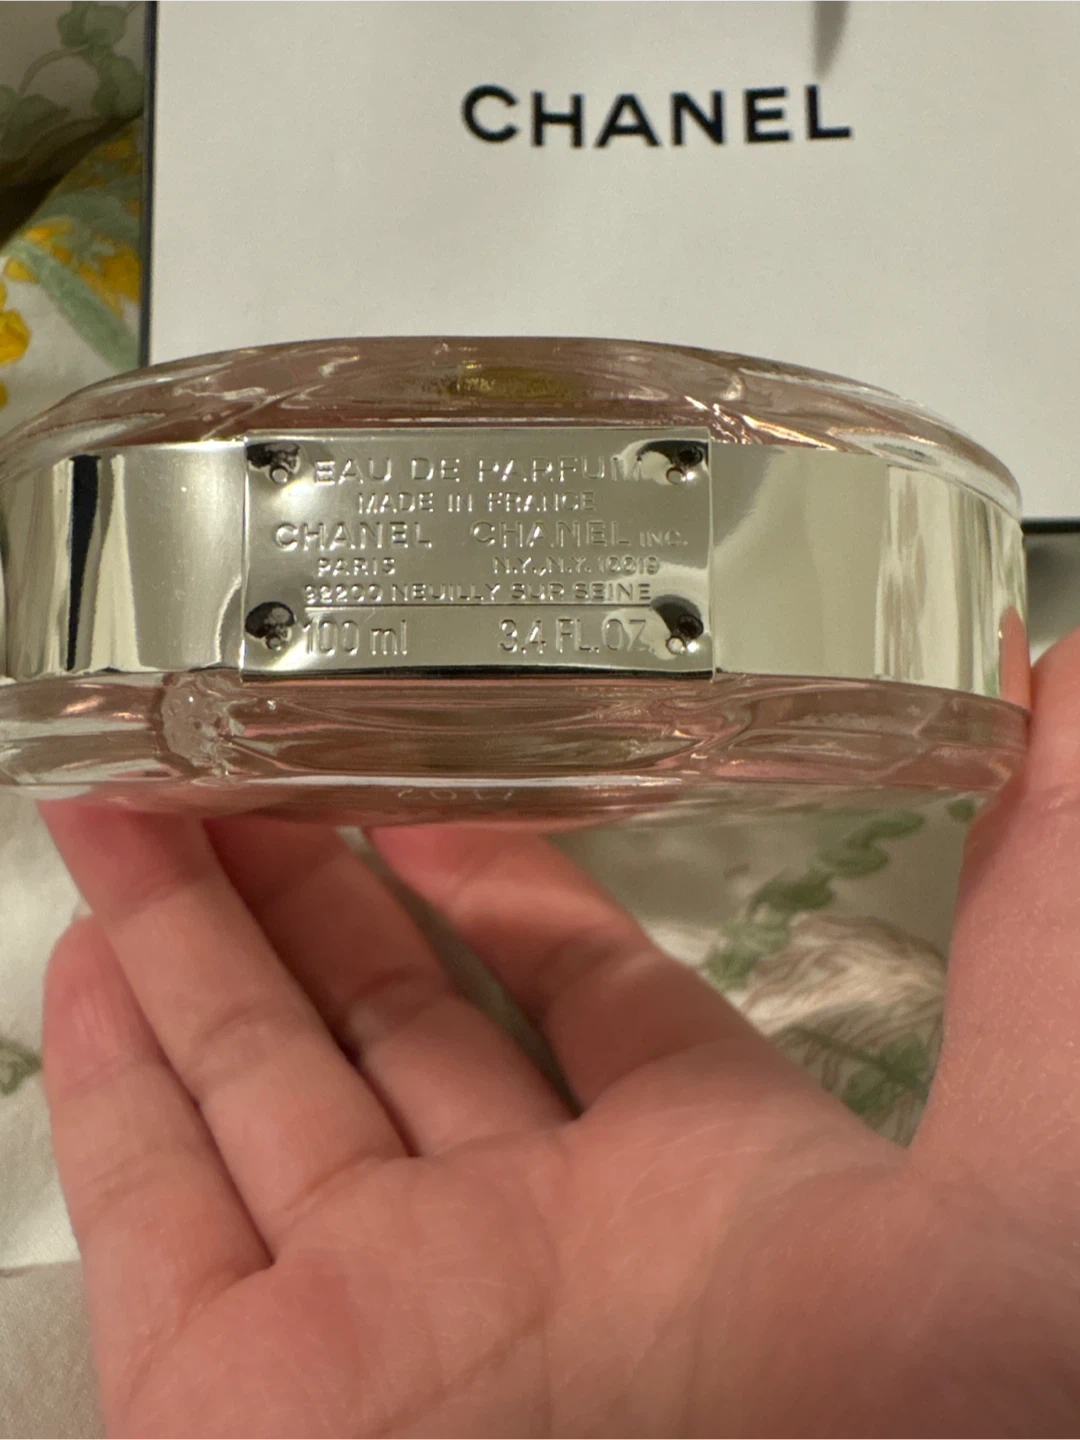 CHANEL
EAU DE PARFUM
MADE IN FRANCE
CHANEL CHANEL INC.
PARIS N.Y., N.Y. 10019
92200 NEUILLY SUR SEINE
100 ml 3.4 FL.OZ.